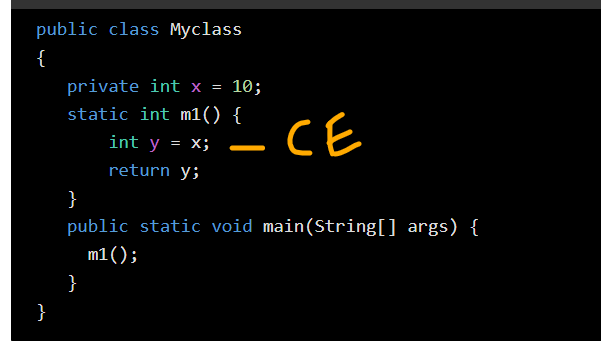 public class Myclass
{
private int x = 10;
static int m1() {
int y = x; — CE
return y;
}
public static void main(String[] args) {
m1();
}
}